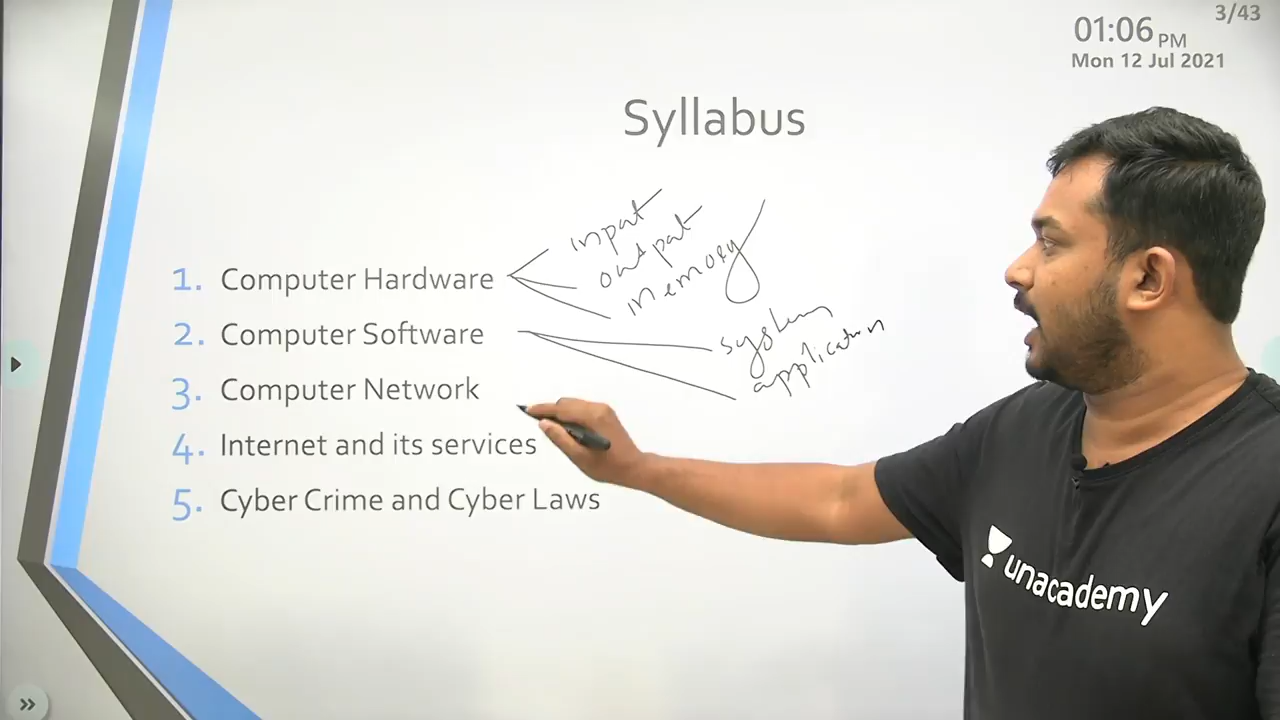 3/43
01:06 PM
Mon 12 Jul 2021
Syllabus
1. Computer Hardware
input
output
memory
2. Computer Software
system
application
3. Computer Network
4. Internet and its services
5. Cyber Crime and Cyber Laws
unacademy